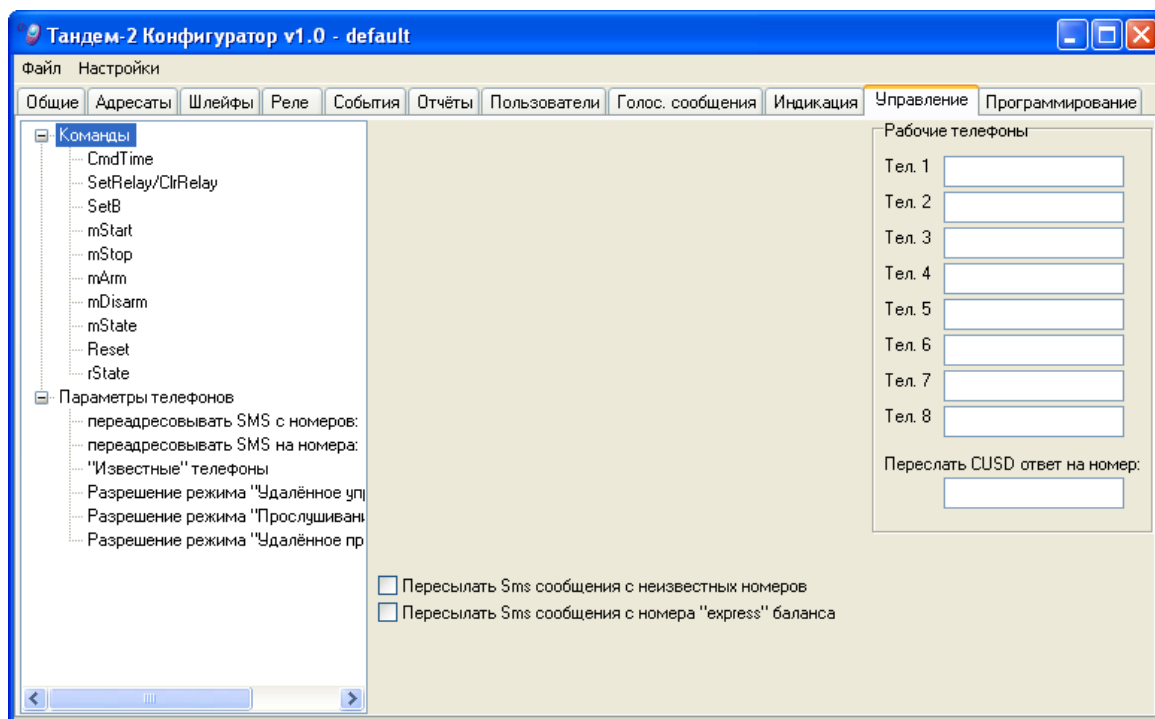 Тандем-2 Конфигуратор v1.0 - default
Файл Настройки
Общие Адресаты Шлейфы Реле События Отчёты Пользователи Голос. сообщения Индикация Управление Программирование
Команды
CmdTime
SetRelay/ClrRelay
SetB
mStart
mStop
mArm
mDisarm
mState
Reset
rState
Параметры телефонов
переадресовывать SMS с номеров:
переадресовывать SMS на номера:
"Известные" телефоны
Разрешение режима "Удалённое упр
Разрешение режима "Прослушивани
Разрешение режима "Удалённое пр
Пересылать Sms сообщения с неизвестных номеров
Пересылать Sms сообщения с номера "express" баланса
Рабочие телефоны
Тел. 1
Тел. 2
Тел. 3
Тел. 4
Тел. 5
Тел. 6
Тел. 7
Тел. 8
Переслать CUSD ответ на номер: